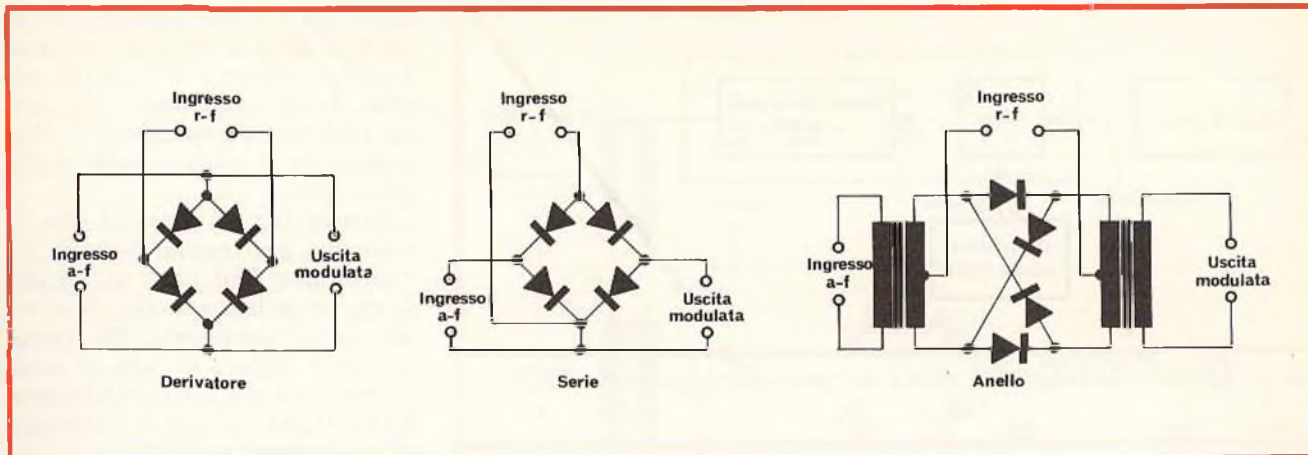 Ingresso
r-f
Ingresso
a-f
Uscita
modulata
Derivatore
Ingresso
r-f
Ingresso
a-f
Uscita
modulata
Serie
Ingresso
r-f
Ingresso
a-f
Uscita
modulata
Anello